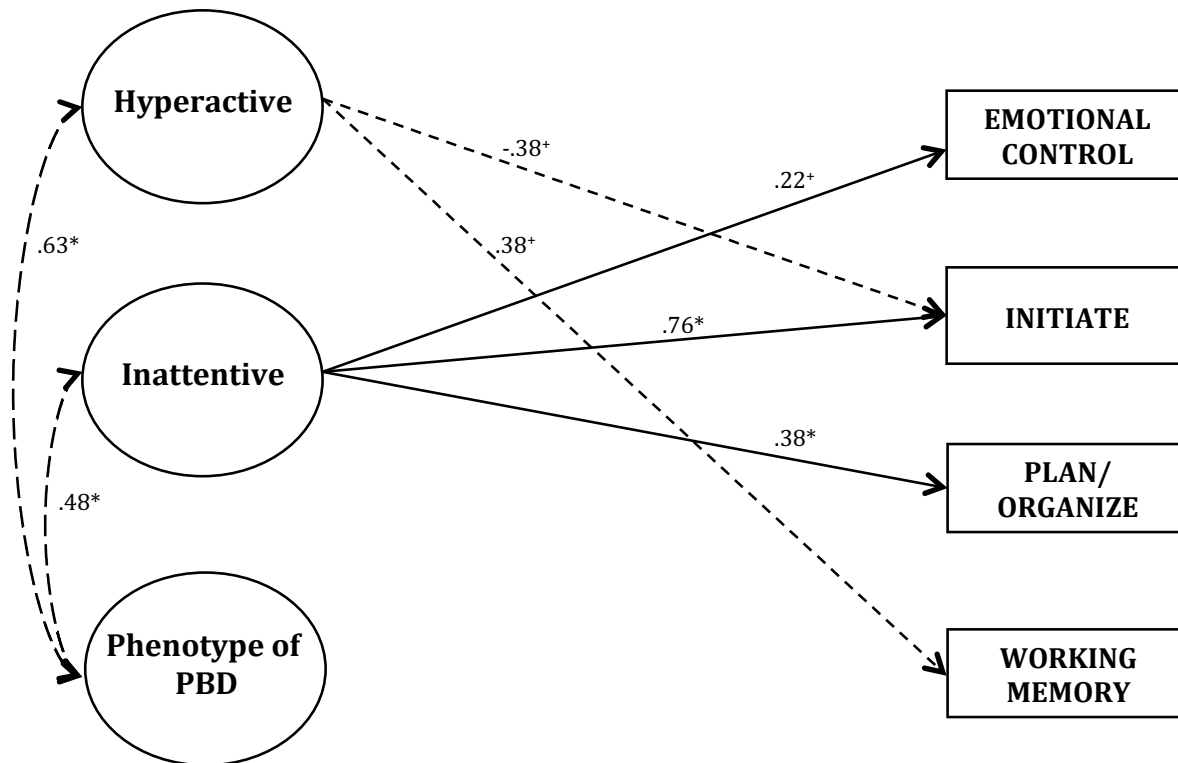 Hyperactive
EMOTIONAL
CONTROL
-.38⁺
.22⁺
.63*
.38⁺
INITIATE
.76*
Inattentive
.38*
PLAN/
ORGANIZE
.48*
Phenotype of
PBD
WORKING
MEMORY